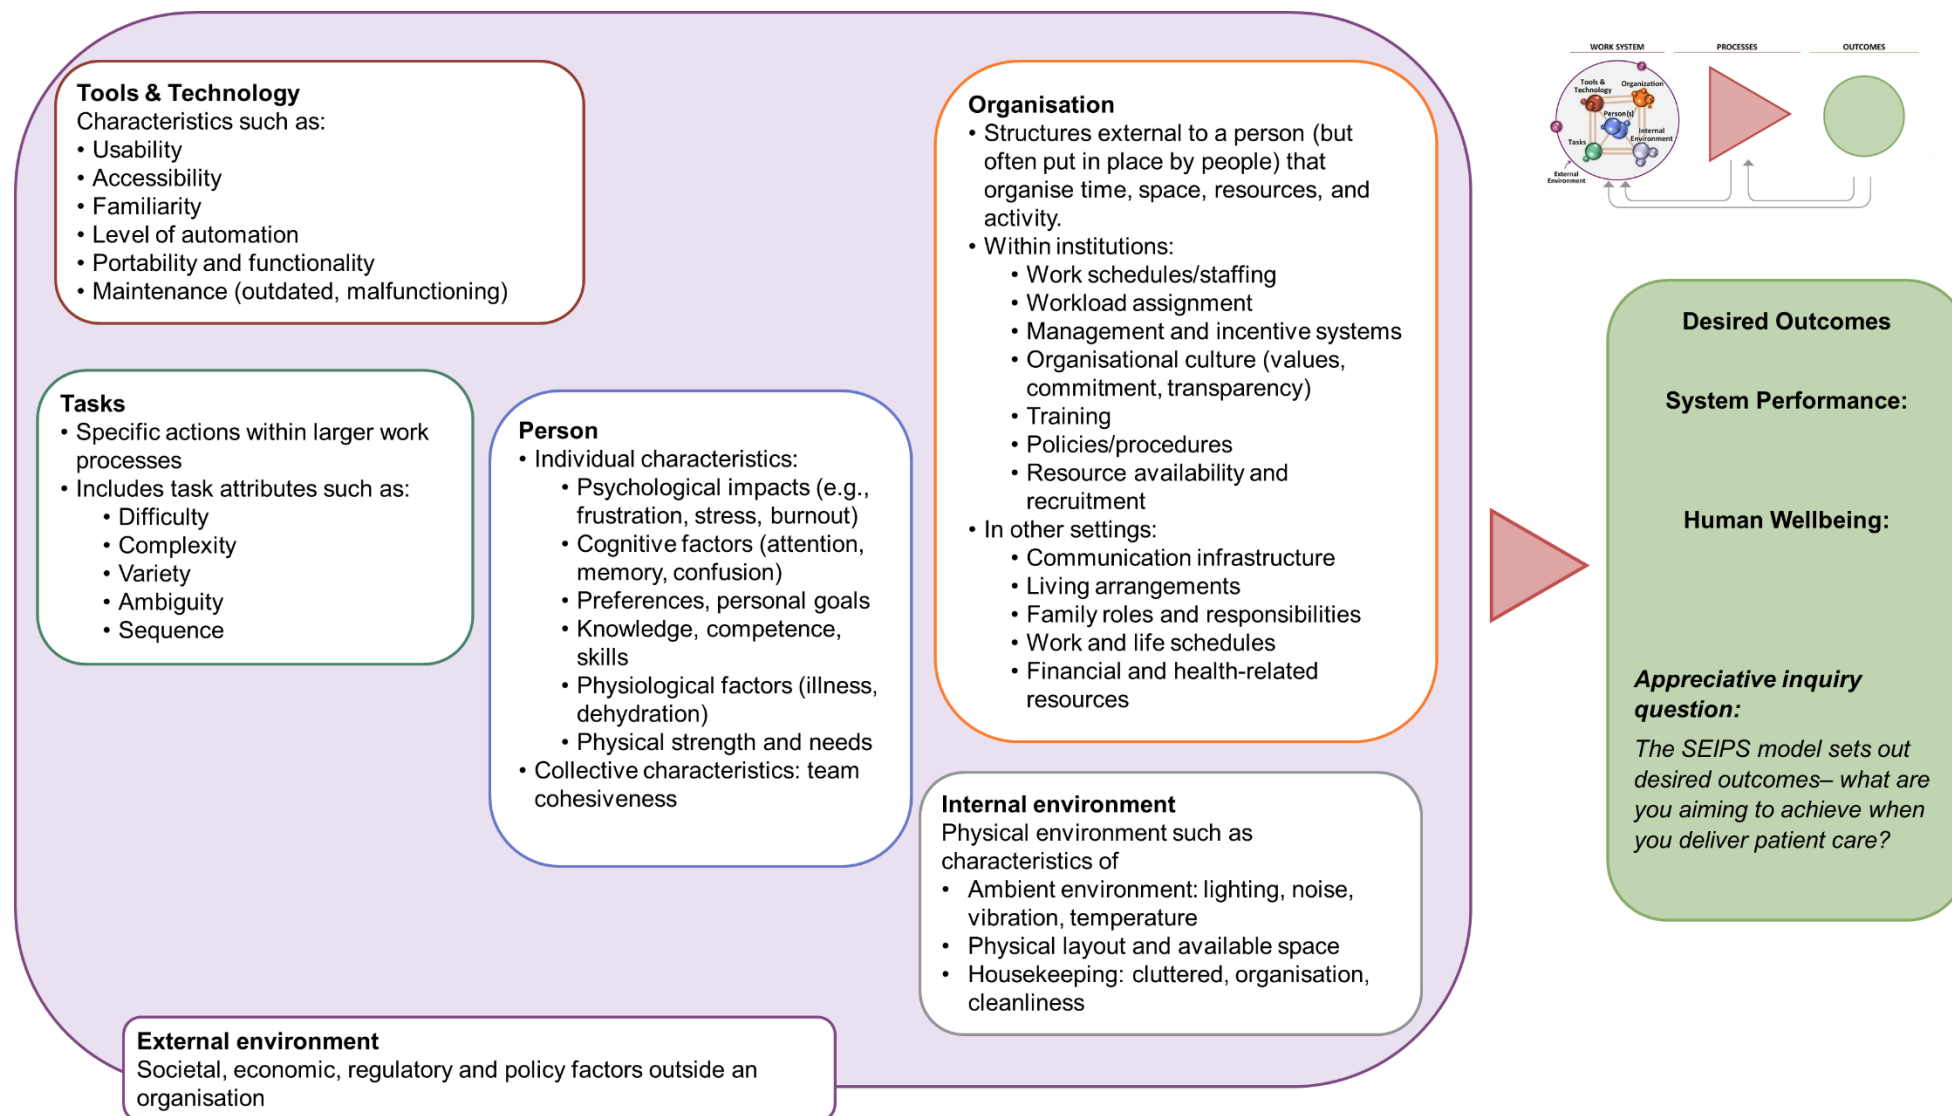 Tools & Technology
Characteristics such as:
• Usability
• Accessibility
• Familiarity
• Level of automation
• Portability and functionality
• Maintenance (outdated, malfunctioning)
Tasks
• Specific actions within larger work
processes
• Includes task attributes such as:
• Difficulty
• Complexity
• Variety
• Ambiguity
• Sequence
Person
• Individual characteristics:
• Psychological impacts (e.g.,
frustration, stress, burnout)
• Cognitive factors (attention,
memory, confusion)
• Preferences, personal goals
• Knowledge, competence,
skills
• Physiological factors (illness,
dehydration)
• Physical strength and needs
• Collective characteristics: team
cohesiveness
Organisation
• Structures external to a person (but
often put in place by people) that
organise time, space, resources, and
activity.
• Within institutions:
• Work schedules/staffing
• Workload assignment
• Management and incentive systems
• Organisational culture (values,
commitment, transparency)
• Training
• Policies/procedures
• Resource availability and
recruitment
• In other settings:
• Communication infrastructure
• Living arrangements
• Family roles and responsibilities
• Work and life schedules
• Financial and health-related
resources
Internal environment
Physical environment such as
characteristics of
• Ambient environment: lighting, noise,
vibration, temperature
• Physical layout and available space
• Housekeeping: cluttered, organisation,
cleanliness
External environment
Societal, economic, regulatory and policy factors outside an
organisation
WORK SYSTEM
PROCESSES
OUTCOMES
Tools &
Technology
Organization
Person(s)
Internal
Environment
Tasks
External
Environment
Desired Outcomes
System Performance:
Human Wellbeing:
Appreciative inquiry
question:
The SEIPS model sets out
desired outcomes– what are
you aiming to achieve when
you deliver patient care?